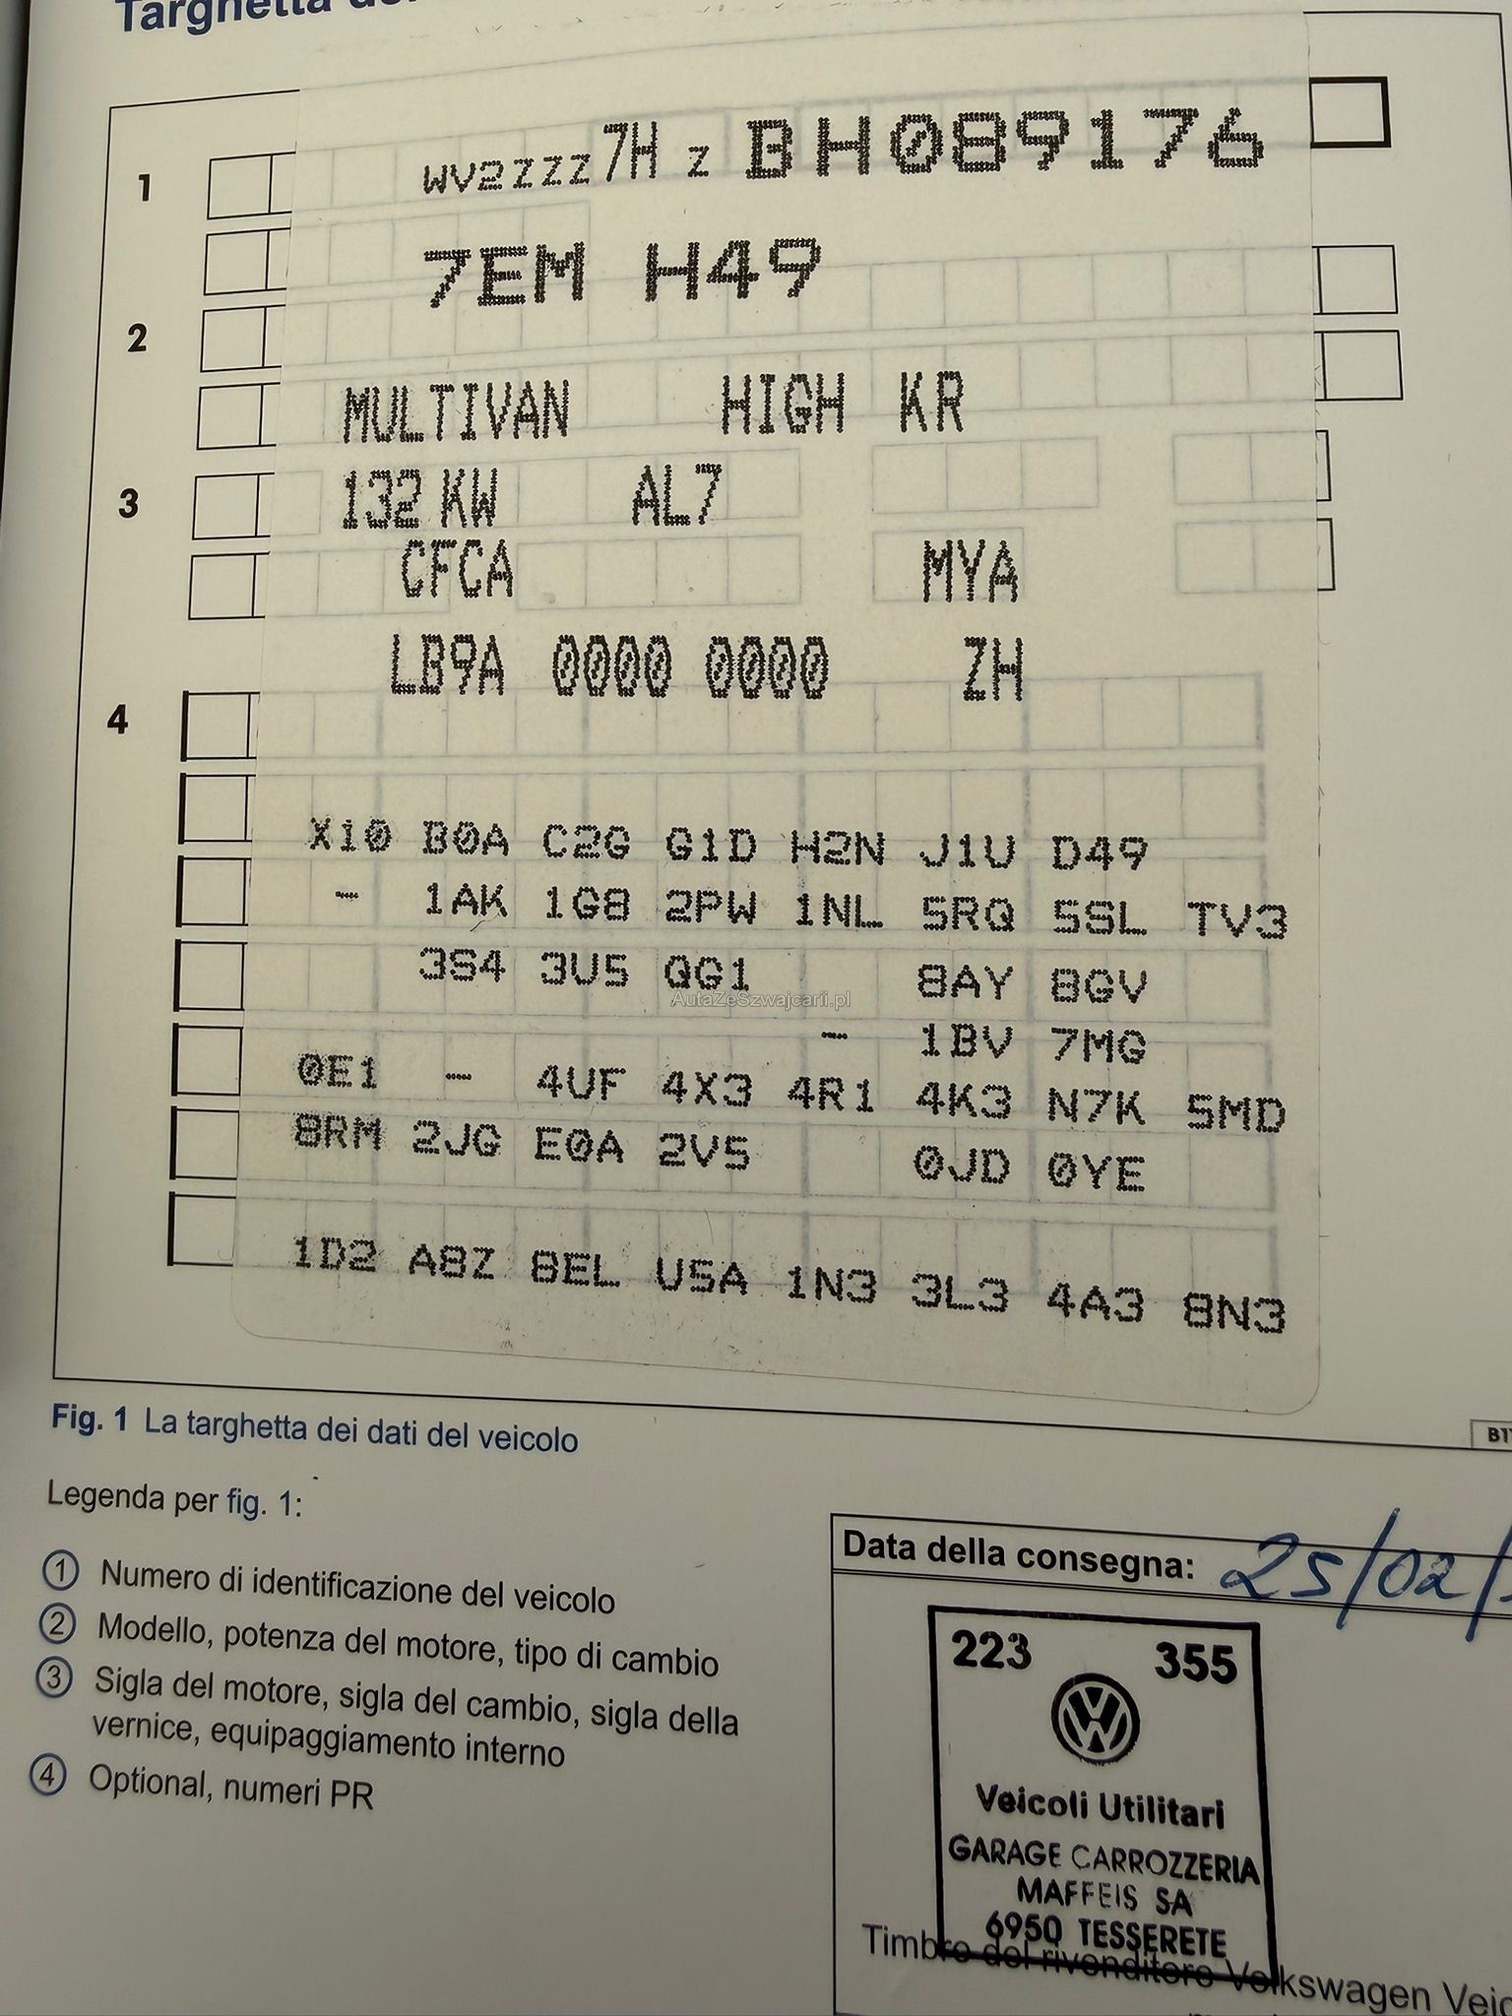 Targhetta
1
WV2ZZZ 7H Z BH089176
7EM H49
2
MULTIVAN HIGH KR
3
132 KW AL7
CFCA MYA
LB9A 0000 0000 ZH
4
X10 B0A C2G G1D H2N J1U D49
- 1AK 1G8 2PW 1NL 5RQ 5SL TV3
3S4 3U5 QG1 8AY 8GV
AutaZeSzwajcarii.pl
- 1BV 7MG
0E1 - 4UF 4X3 4R1 4K3 N7K 5MD
8RM 2JG E0A 2V5 0JD 0YE
1D2 A8Z 8EL U5A 1N3 3L3 4A3 8N3
Fig. 1 La targhetta dei dati del veicolo
Legenda per fig. 1:
1 Numero di identificazione del veicolo
2 Modello, potenza del motore, tipo di cambio
3 Sigla del motore, sigla del cambio, sigla della
vernice, equipaggiamento interno
4 Optional, numeri PR
Data della consegna: 25/02/
223 355
Veicoli Utilitari
GARAGE CARROZZERIA
MAFFEIS SA
6950 TESSERETE
Timbro del rivenditore Volkswagen